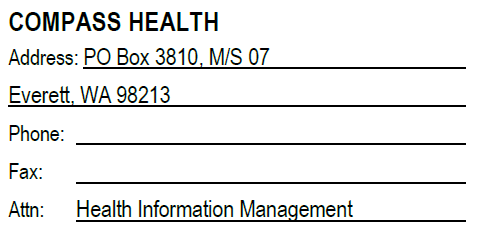 COMPASS HEALTH
Address: PO Box 3810, M/S 07
Everett, WA 98213
Phone:
Fax:
Attn: Health Information Management